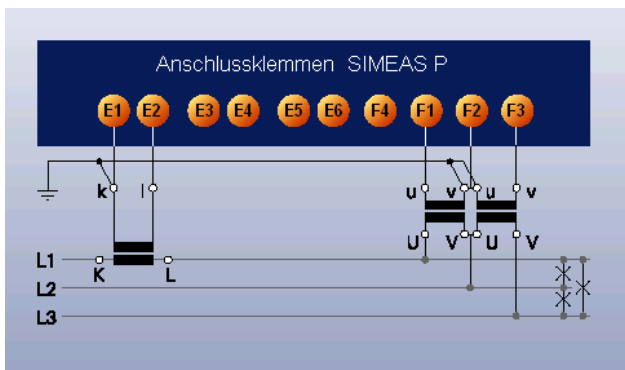 Anschlussklemmen SIMEAS P
E1 E2 E3 E4 E5 E6 F4 F1 F2 F3
k l u v u v
U V U V
K L
L1
L2
L3